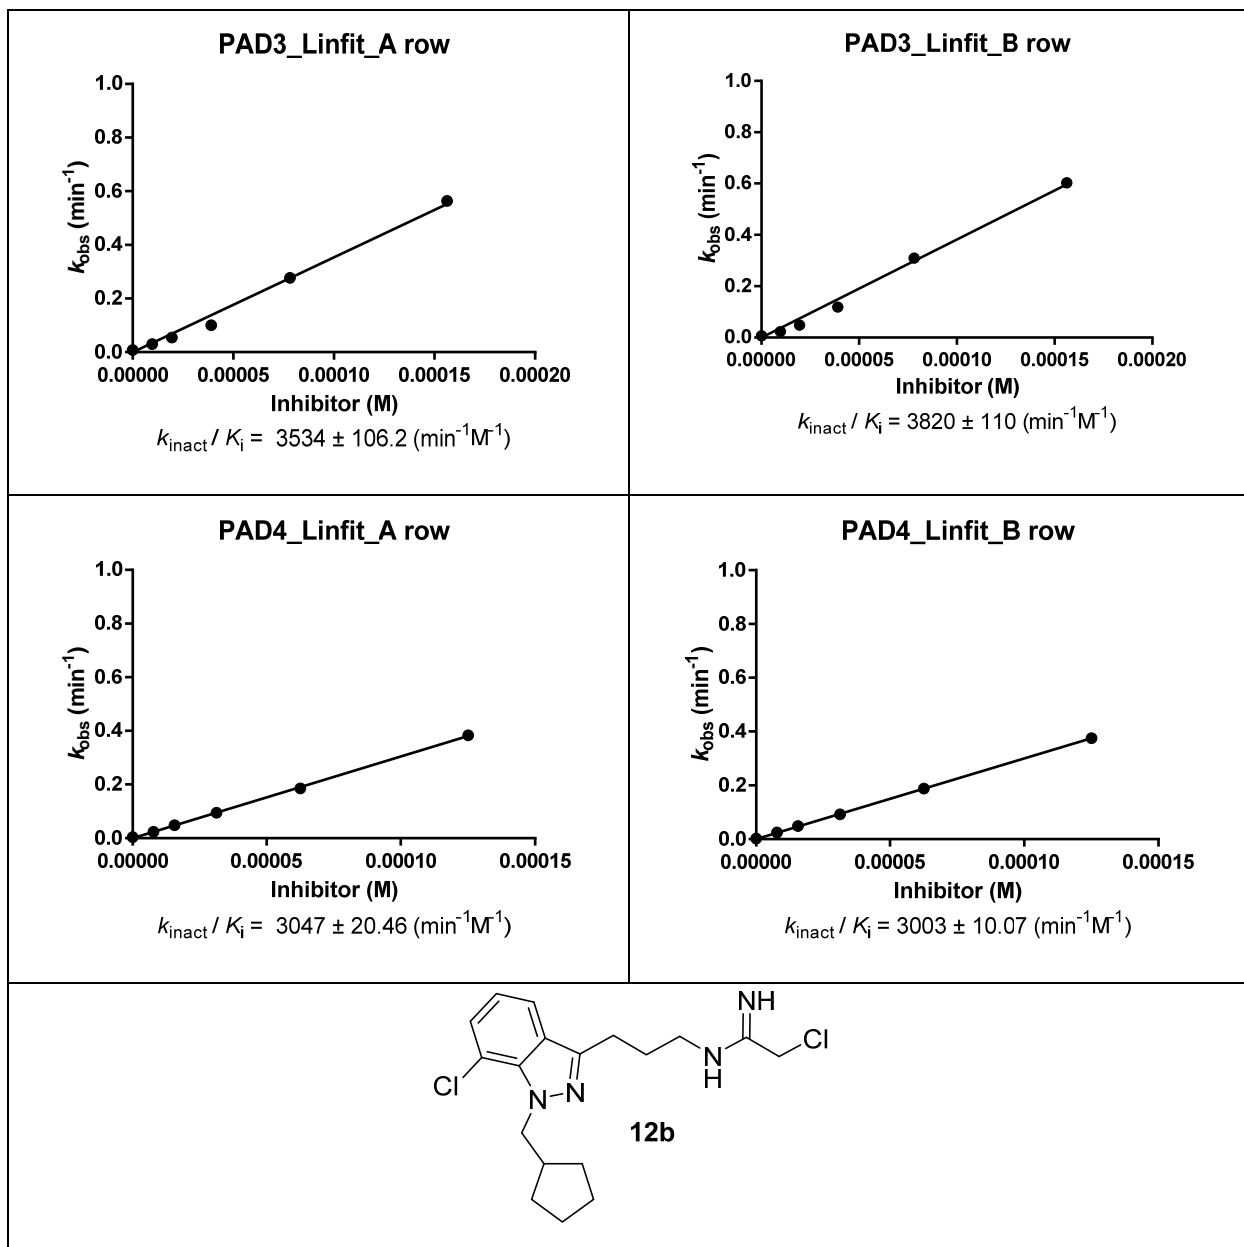 PAD3_Linfit_A row
1.0
0.8
0.6
0.4
0.2
0.0
kobs (min-1)
0.00000 0.00005 0.00010 0.00015 0.00020
Inhibitor (M)
kinact / Ki = 3534 ± 106.2 (min-1M-1)
PAD3_Linfit_B row
1.0
0.8
0.6
0.4
0.2
0.0
kobs (min-1)
0.00000 0.00005 0.00010 0.00015 0.00020
Inhibitor (M)
kinact / Ki = 3820 ± 110 (min-1M-1)
PAD4_Linfit_A row
1.0
0.8
0.6
0.4
0.2
0.0
kobs (min-1)
0.00000 0.00005 0.00010 0.00015
Inhibitor (M)
kinact / Ki = 3047 ± 20.46 (min-1M-1)
PAD4_Linfit_B row
1.0
0.8
0.6
0.4
0.2
0.0
kobs (min-1)
0.00000 0.00005 0.00010 0.00015
Inhibitor (M)
kinact / Ki = 3003 ± 10.07 (min-1M-1)
NH
Cl
N
H
Cl
N
N
12b